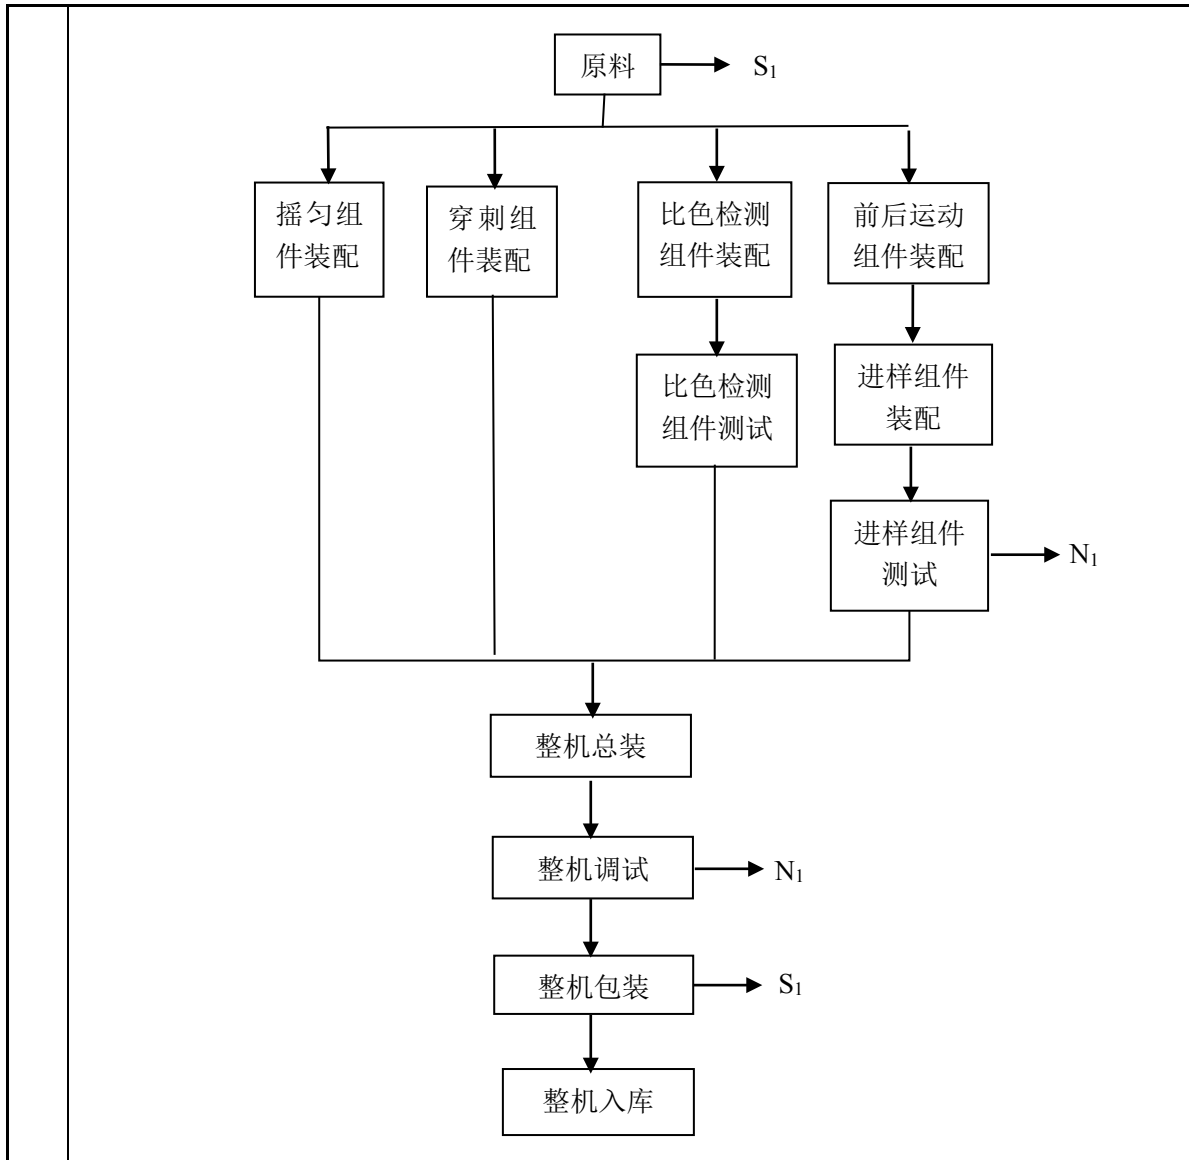 原料
S₁
摇匀组
件装配
穿刺组
件装配
比色检测
组件装配
前后运动
组件装配
比色检测
组件测试
进样组件
装配
进样组件
测试
N₁
整机总装
整机调试
N₁
整机包装
S₁
整机入库